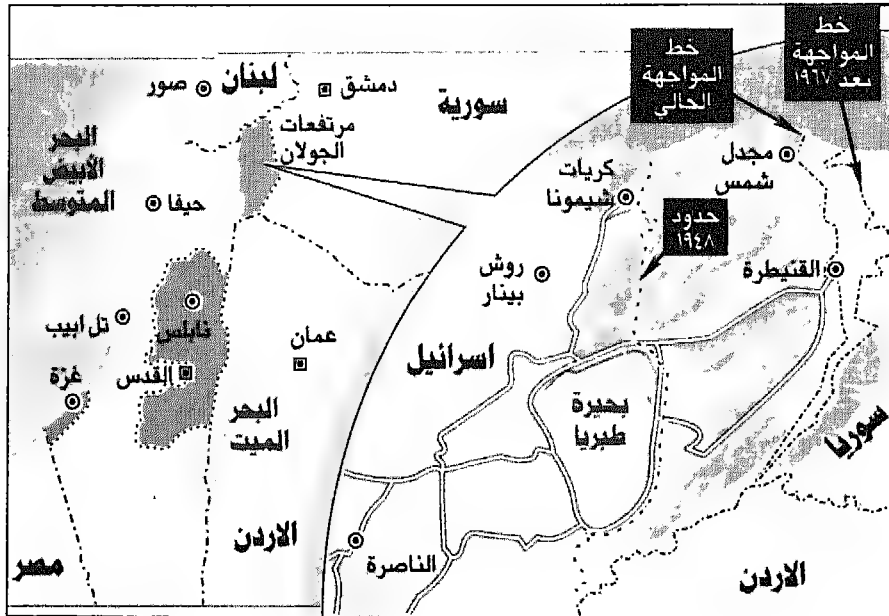 خط
المواجهة
بعد ١٩٦٧
خط
المواجهة
الحالي
لبنان
صور
دمشق
سورية
مرتفعات
الجولان
البحر
الأبيض
المتوسط
حيفا
مجدل
شمس
كريات
شيمونا
حدود
١٩٤٨
القنيطرة
روش
بينار
نابلس
تل ابيب
عمان
اسرائيل
القدس
غزة
البحر
الميت
بحيرة
طبريا
سوريا
الاردن
مصر
الناصرة
الاردن